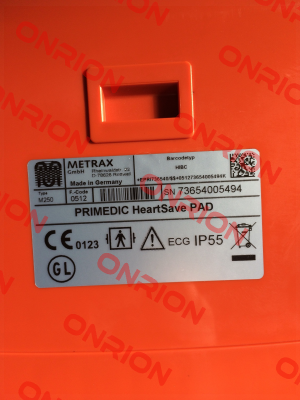 METRAX
GmbH
Rheinwaldstr. 22
D-78628 Rottweil
Made in Germany
Barcodetyp
HIBC
Type
M250
F.-Code
0512
SN 73654005494
PRIMEDIC HeartSave PAD
CE 0123
ECG IP55
GL
ONRION